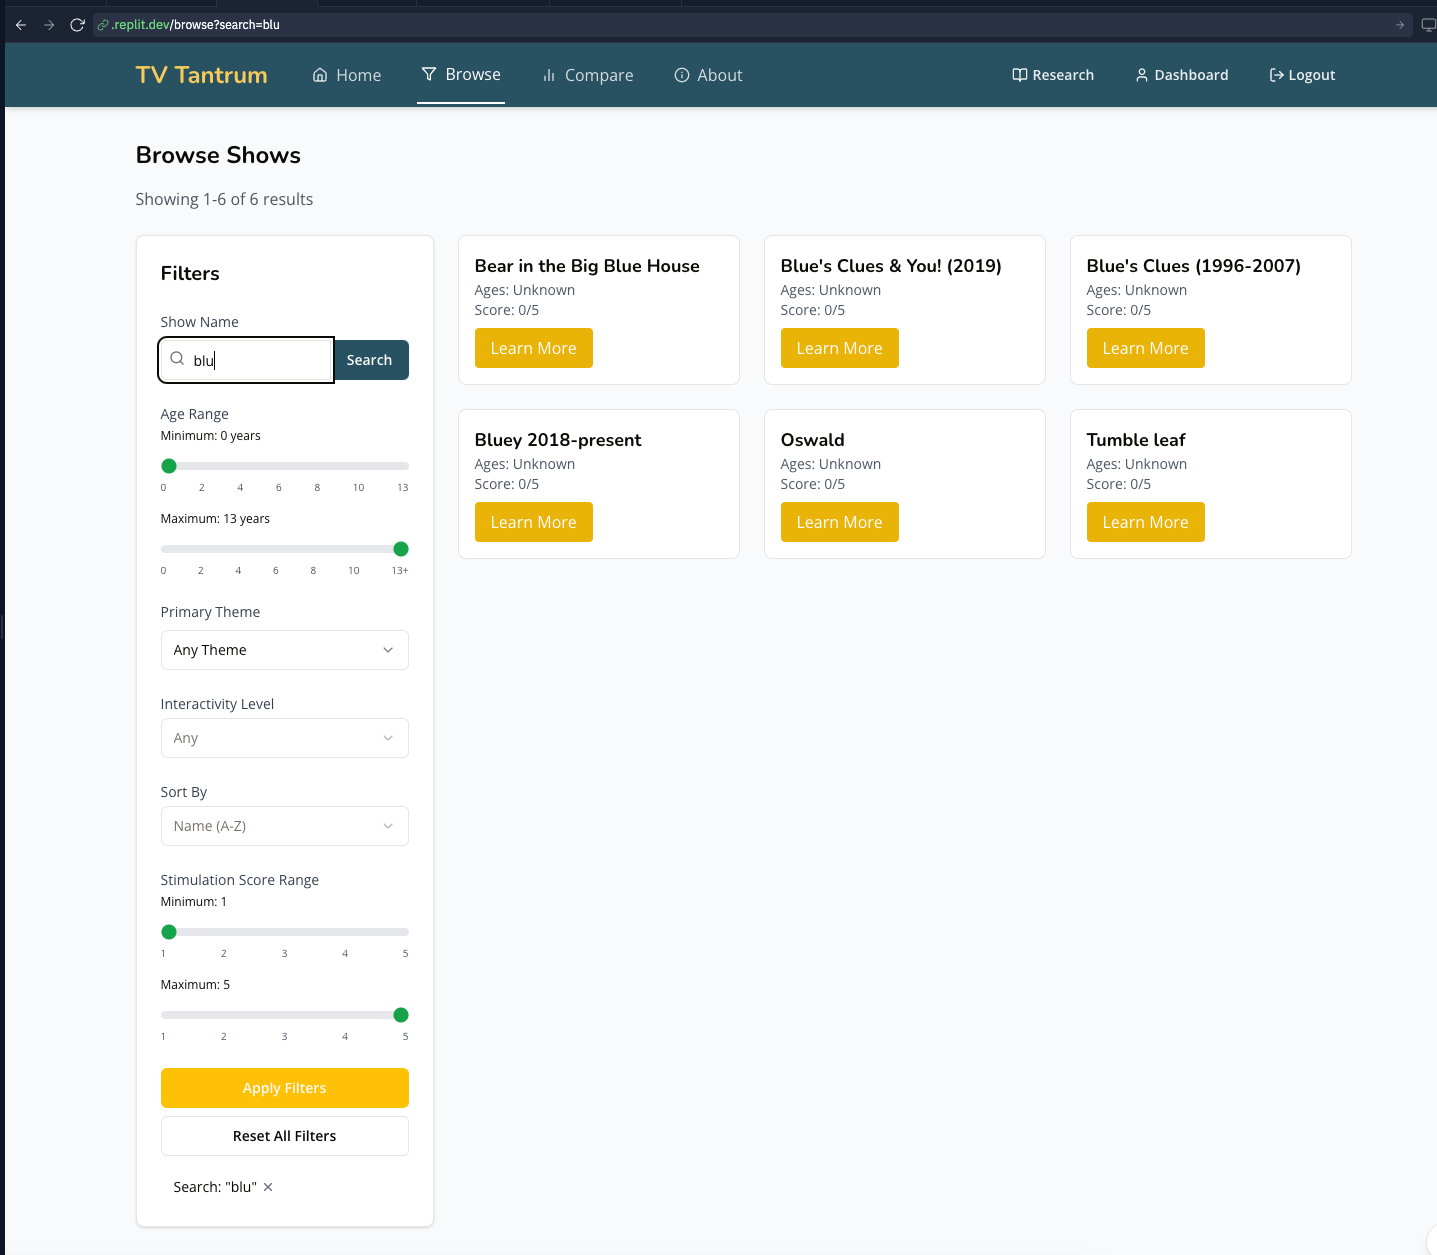 .replit.dev/browse?search=blu
TV Tantrum
Home
Browse
Compare
About
Research
Dashboard
Logout
Browse Shows
Showing 1-6 of 6 results
Filters
Show Name
blu
Search
Age Range
Minimum: 0 years
0 2 4 6 8 10 13
Maximum: 13 years
0 2 4 6 8 10 13+
Primary Theme
Any Theme
Interactivity Level
Any
Sort By
Name (A-Z)
Stimulation Score Range
Minimum: 1
1 2 3 4 5
Maximum: 5
1 2 3 4 5
Apply Filters
Reset All Filters
Search: "blu" ×
Bear in the Big Blue House
Ages: Unknown
Score: 0/5
Learn More
Blue's Clues & You! (2019)
Ages: Unknown
Score: 0/5
Learn More
Blue's Clues (1996-2007)
Ages: Unknown
Score: 0/5
Learn More
Bluey 2018-present
Ages: Unknown
Score: 0/5
Learn More
Oswald
Ages: Unknown
Score: 0/5
Learn More
Tumble leaf
Ages: Unknown
Score: 0/5
Learn More